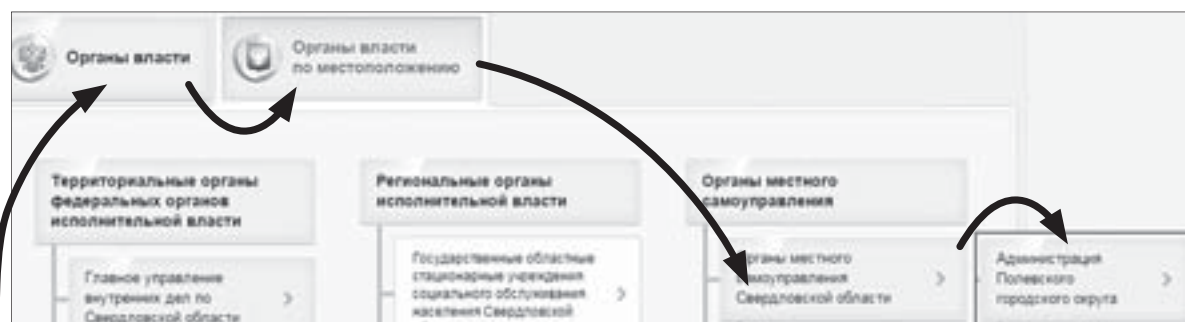 Органы власти
Органы власти
по местоположению
Территориальные органы
федеральных органов
исполнительной власти
Региональные органы
исполнительной власти
Органы местного
самоуправления
Главное управление
внутренних дел по
Свердловской области
Государственные областные
стационарные учреждения
социального обслуживания
населения Свердловской
Органы местного
самоуправления
Свердловской области
Администрация
Полевского
городского округа